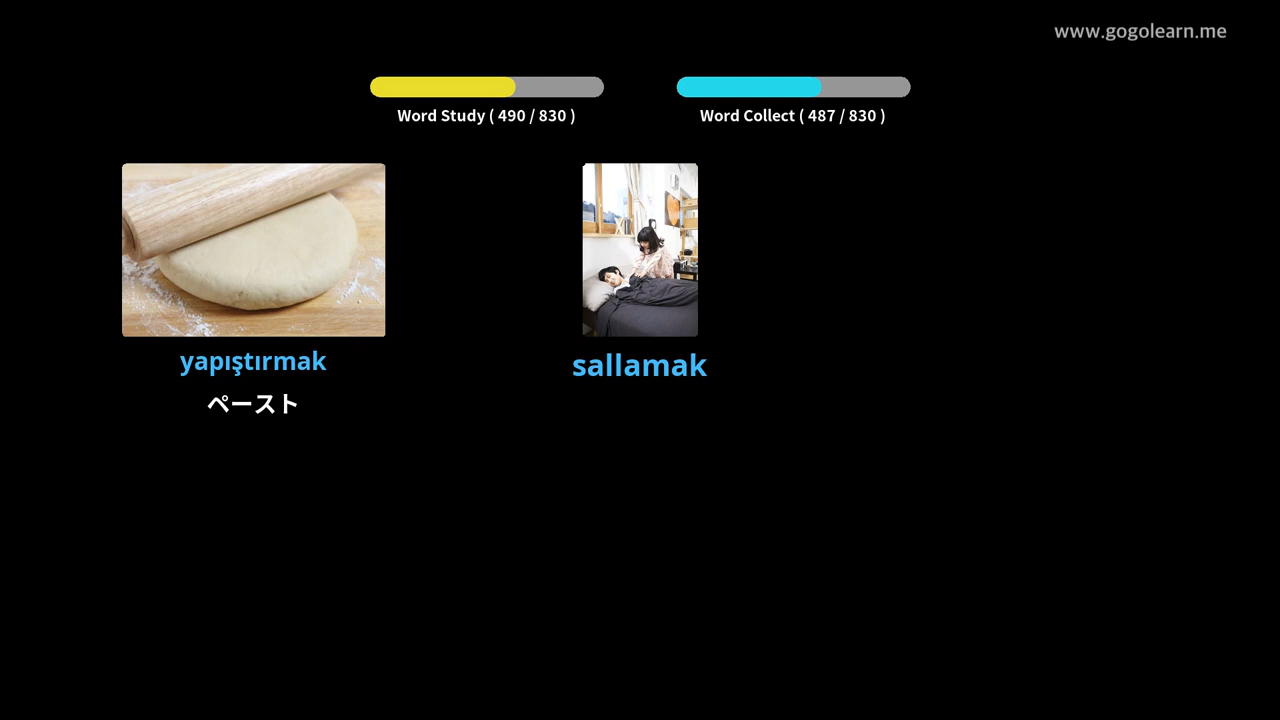 www.gogolearn.me
Word Study ( 490 / 830 )
Word Collect ( 487 / 830 )
yapıştırmak
ペースト
sallamak